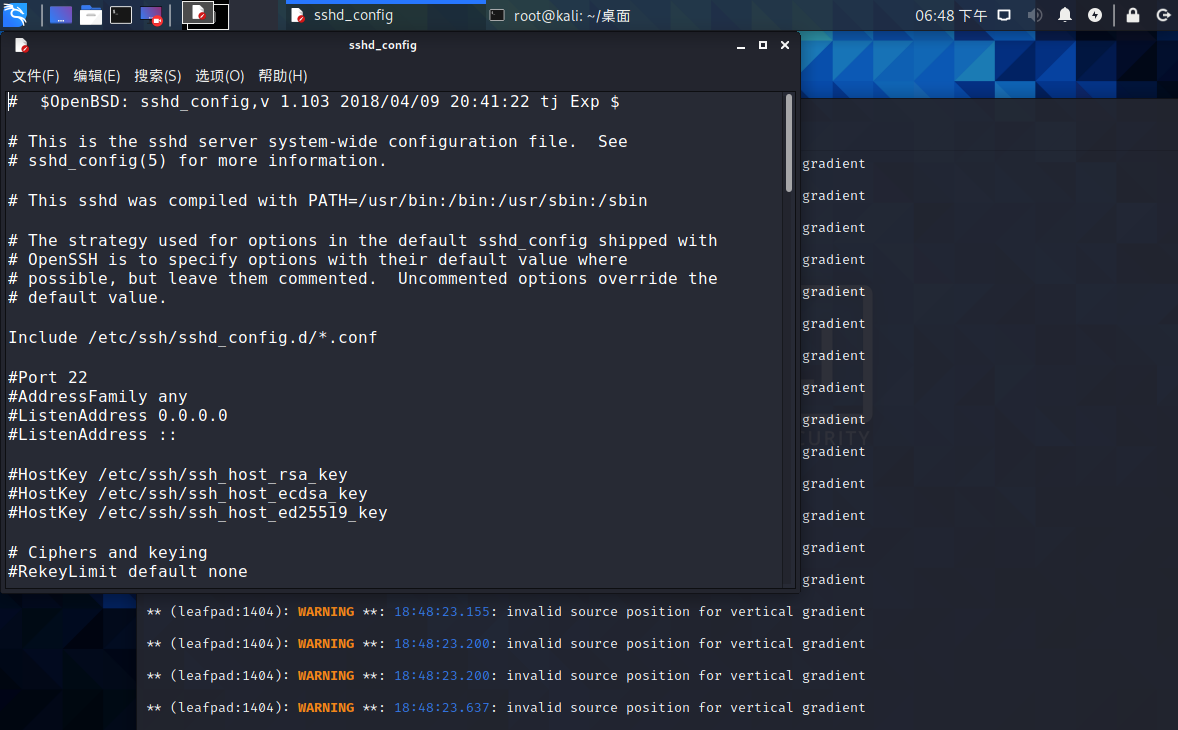 sshd_config
root@kali: ~/桌面
06:48 下午
sshd_config
文件(F) 编辑(E) 搜索(S) 选项(O) 帮助(H)
#  $OpenBSD: sshd_config,v 1.103 2018/04/09 20:41:22 tj Exp $
# This is the sshd server system-wide configuration file.  See
# sshd_config(5) for more information.
# This sshd was compiled with PATH=/usr/bin:/bin:/usr/sbin:/sbin
# The strategy used for options in the default sshd_config shipped with
# OpenSSH is to specify options with their default value where
# possible, but leave them commented.  Uncommented options override the
# default value.
Include /etc/ssh/sshd_config.d/*.conf
#Port 22
#AddressFamily any
#ListenAddress 0.0.0.0
#ListenAddress ::
#HostKey /etc/ssh/ssh_host_rsa_key
#HostKey /etc/ssh/ssh_host_ecdsa_key
#HostKey /etc/ssh/ssh_host_ed25519_key
# Ciphers and keying
#RekeyLimit default none
gradient
gradient
gradient
gradient
gradient
gradient
gradient
gradient
gradient
gradient
gradient
gradient
gradient
gradient
** (leafpad:1404): WARNING **: 18:48:23.155: invalid source position for vertical gradient
** (leafpad:1404): WARNING **: 18:48:23.200: invalid source position for vertical gradient
** (leafpad:1404): WARNING **: 18:48:23.200: invalid source position for vertical gradient
** (leafpad:1404): WARNING **: 18:48:23.637: invalid source position for vertical gradient